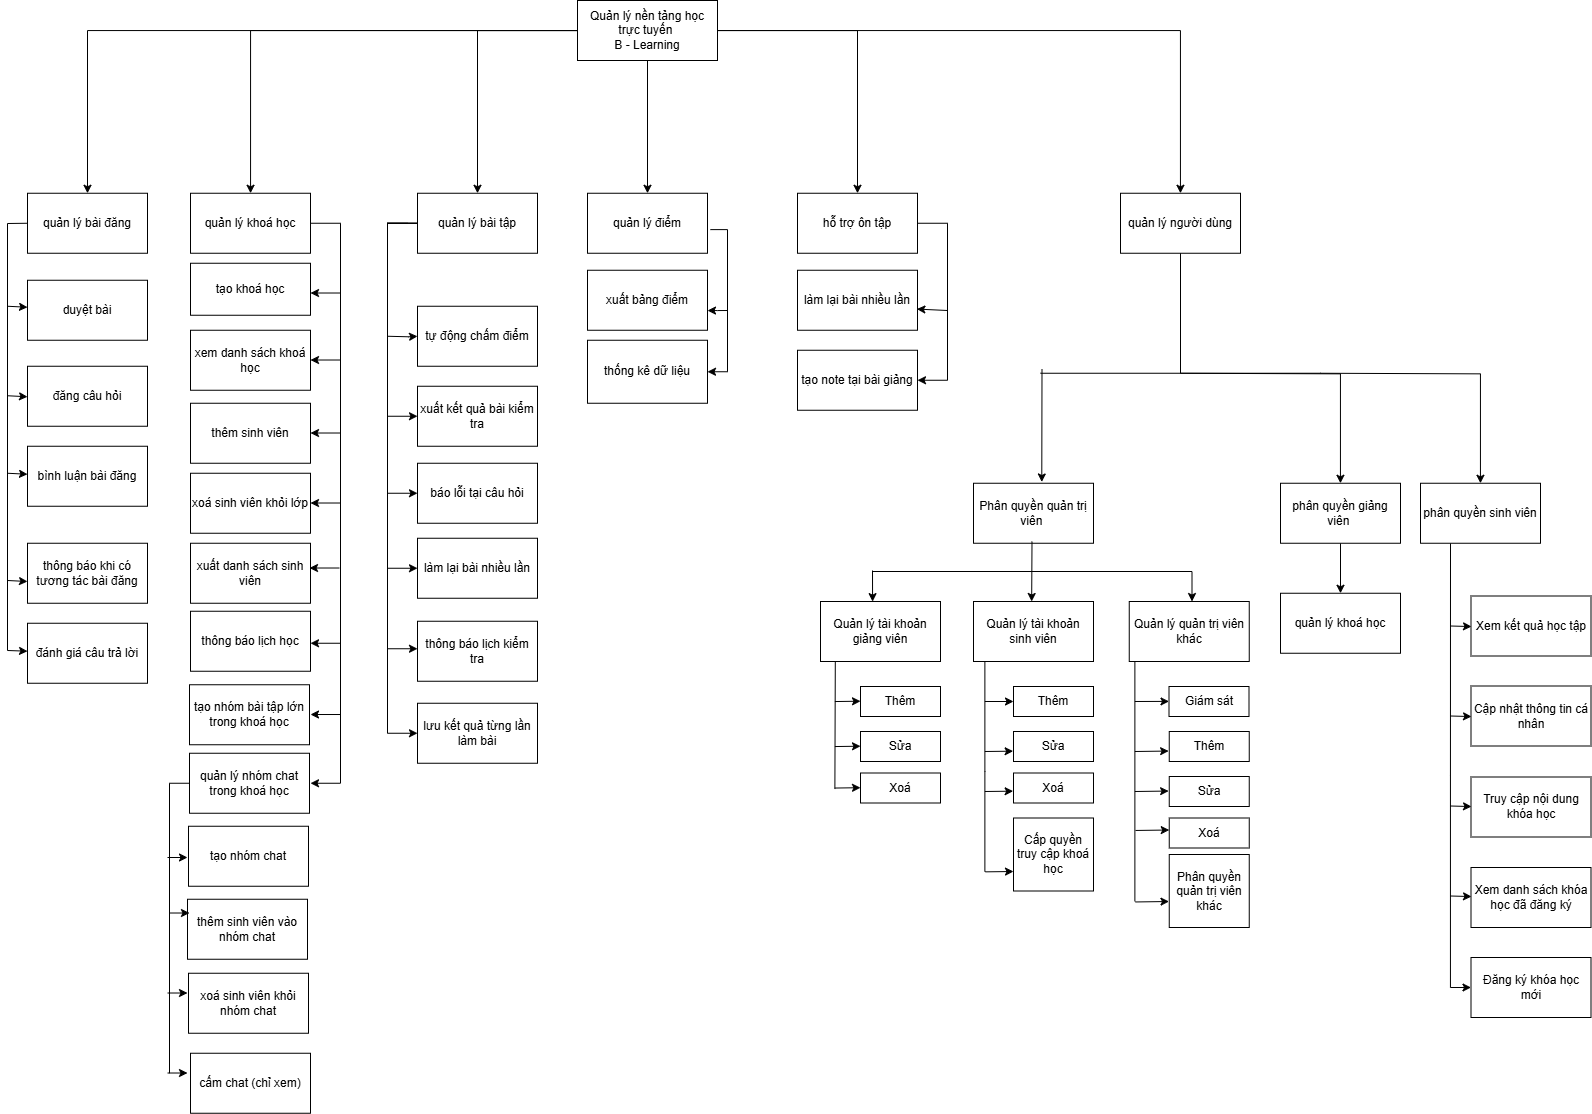 Quản lý nền tảng học
trực tuyến
B - Learning
quản lý bài đăng
duyệt bài
đăng câu hỏi
bình luận bài đăng
thông báo khi có
tương tác bài đăng
đánh giá câu trả lời
quản lý khoá học
tạo khoá học
xem danh sách khoá
học
thêm sinh viên
xoá sinh viên khỏi lớp
xuất danh sách sinh
viên
thông báo lịch học
tạo nhóm bài tập lớn
trong khoá học
quản lý nhóm chat
trong khoá học
tạo nhóm chat
thêm sinh viên vào
nhóm chat
xoá sinh viên khỏi
nhóm chat
cấm chat (chỉ xem)
quản lý bài tập
tự động chấm điểm
xuất kết quả bài kiểm
tra
báo lỗi tại câu hỏi
làm lại bài nhiều lần
thông báo lịch kiểm
tra
lưu kết quả từng lần
làm bài
quản lý điểm
xuất bảng điểm
thống kê dữ liệu
hỗ trợ ôn tập
làm lại bài nhiều lần
tạo note tại bài giảng
quản lý người dùng
Phân quyền quản trị
viên
Quản lý tài khoản
giảng viên
Thêm
Sửa
Xoá
Quản lý tài khoản
sinh viên
Thêm
Sửa
Xoá
Cấp quyền
truy cập khoá
học
Quản lý quản trị viên
khác
Giám sát
Thêm
Sửa
Xoá
Phân quyền
quản trị viên
khác
phân quyền giảng
viên
quản lý khoá học
phân quyền sinh viên
Xem kết quả học tập
Cập nhật thông tin cá
nhân
Truy cập nội dung
khóa học
Xem danh sách khóa
học đã đăng ký
Đăng ký khóa học
mới